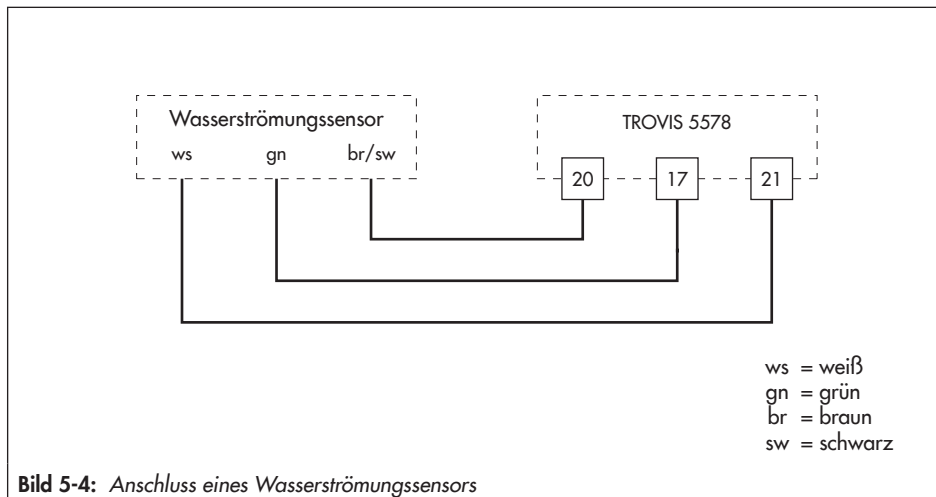 Wasserströmungssensor
TROVIS 5578
ws gn br/sw
20 17 21
ws = weiß
gn = grün
br = braun
sw = schwarz
Bild 5-4: Anschluss eines Wasserströmungssensors